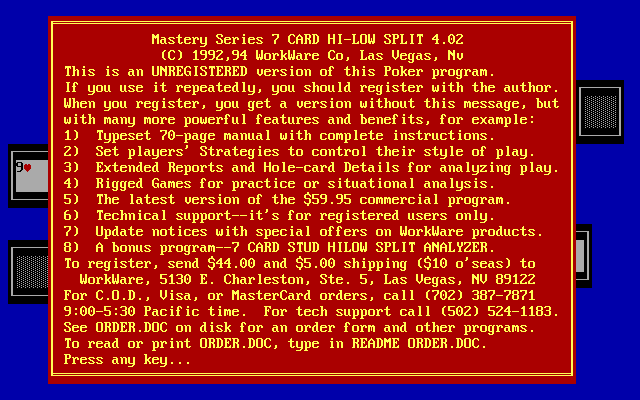 Mastery Series 7 CARD HI-LOW SPLIT 4.02
(C) 1992,94 WorkWare Co, Las Vegas, Nv
This is an UNREGISTERED version of this Poker program.
If you use it repeatedly, you should register with the author.
When you register, you get a version without this message, but
with many more powerful features and benefits, for example:
1)  Typeset 70-page manual with complete instructions.
2)  Set players' Strategies to control their style of play.
3)  Extended Reports and Hole-card Details for analyzing play.
4)  Rigged Games for practice or situational analysis.
5)  The latest version of the $59.95 commercial program.
6)  Technical support--it's for registered users only.
7)  Update notices with special offers on WorkWare products.
8)  A bonus program--7 CARD STUD HILOW SPLIT ANALYZER.
To register, send $44.00 and $5.00 shipping ($10 o'seas) to
WorkWare, 5130 E. Charleston, Ste. 5, Las Vegas, NV 89122
For C.O.D., Visa, or MasterCard orders, call (702) 387-7871
9:00-5:30 Pacific time.  For tech support call (502) 524-1183.
See ORDER.DOC on disk for an order form and other programs.
To read or print ORDER.DOC, type in README ORDER.DOC.
Press any key...
9♥